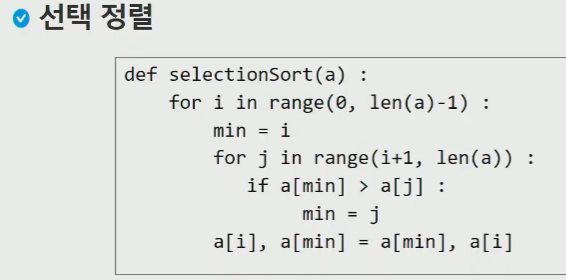 선택 정렬
def selectionSort(a) :
    for i in range(0, len(a)-1) :
        min = i
        for j in range(i+1, len(a)) :
           if a[min] > a[j] :
                min = j
        a[i], a[min] = a[min], a[i]